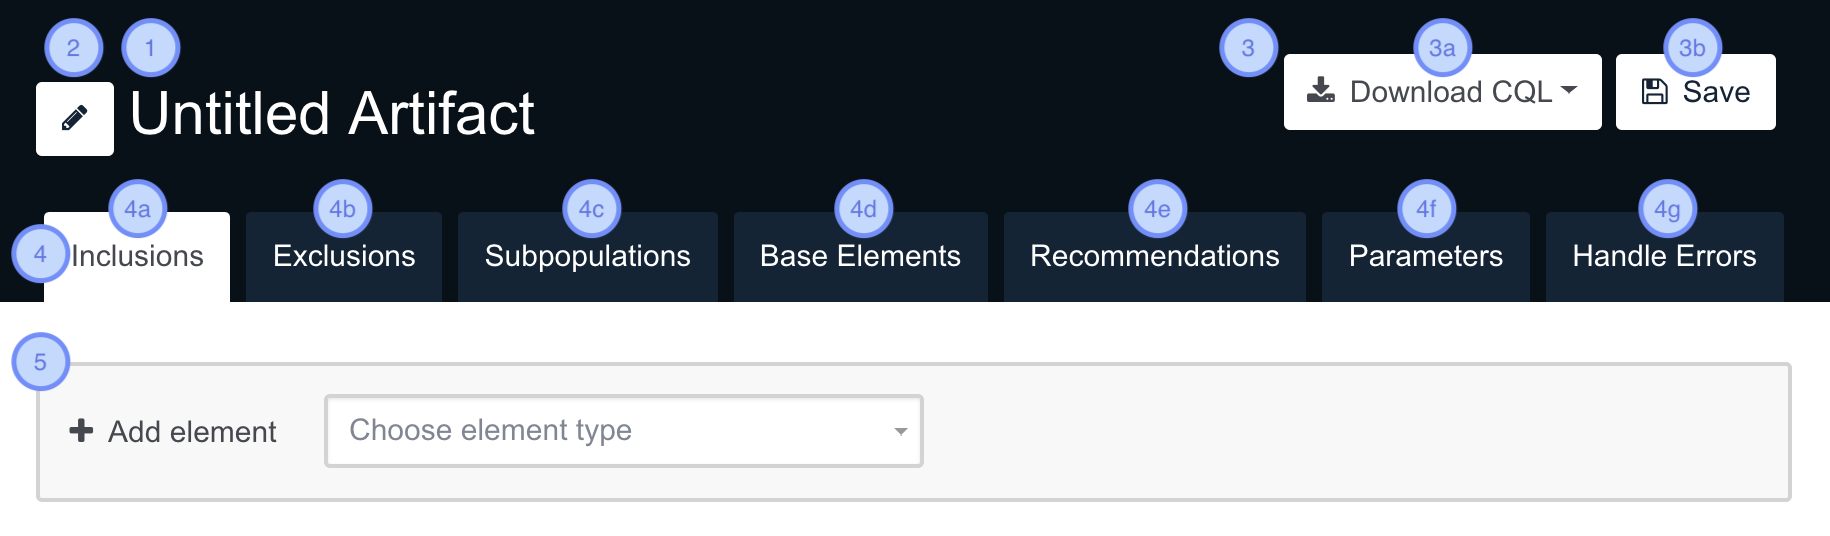 2 1 3 3a 3b
Untitled Artifact Download CQL Save
4a 4b 4c 4d 4e 4f 4g
4 Inclusions Exclusions Subpopulations Base Elements Recommendations Parameters Handle Errors
5
Add element Choose element type